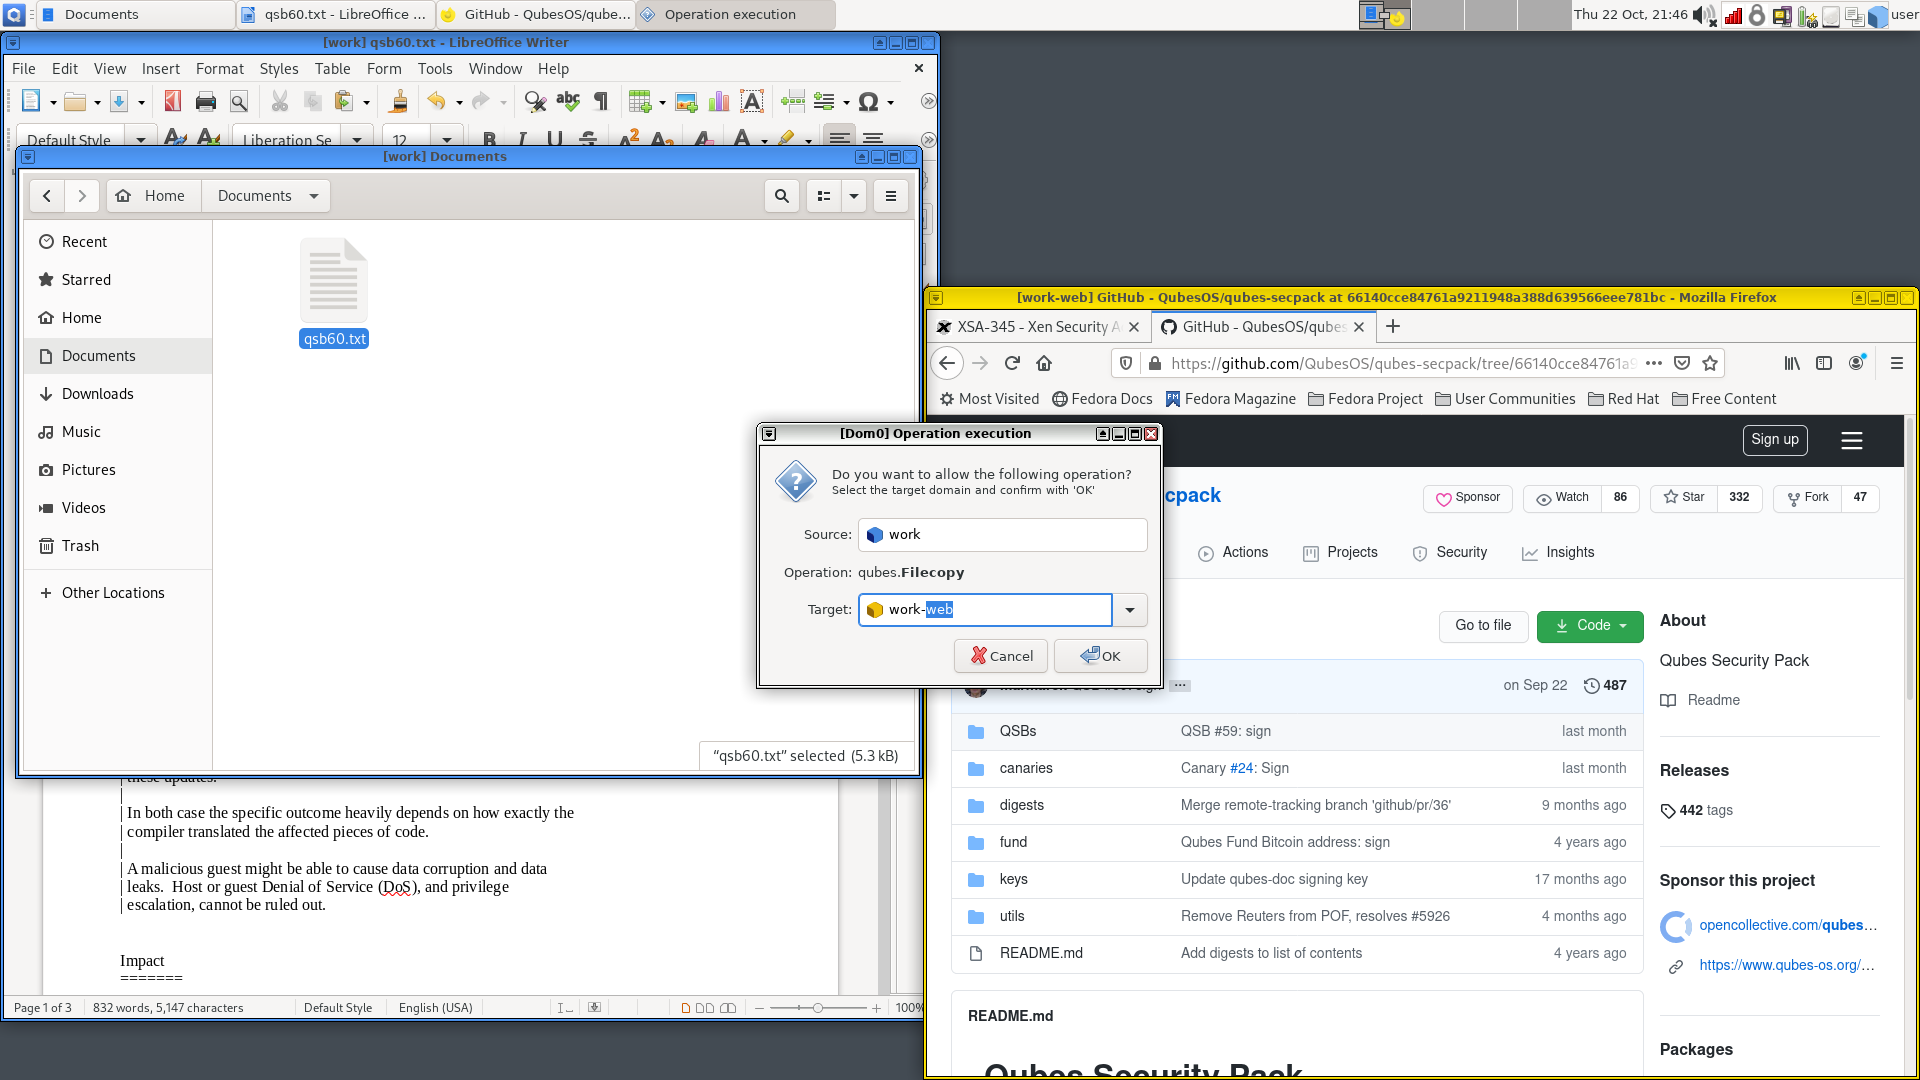 Documents
qsb60.txt - LibreOffice ...
GitHub - QubesOS/qube...
Operation execution
Thu 22 Oct, 21:46
user
[work] qsb60.txt - LibreOffice Writer
File Edit View Insert Format Styles Table Form Tools Window Help
Default Style
Liberation Se
12
[work] Documents
Home
Documents
Recent
Starred
Home
Documents
Downloads
Music
Pictures
Videos
Trash
Other Locations
qsb60.txt
“qsb60.txt” selected (5.3 kB)
these updates.
In both case the specific outcome heavily depends on how exactly the
compiler translated the affected pieces of code.
A malicious guest might be able to cause data corruption and data
leaks. Host or guest Denial of Service (DoS), and privilege
escalation, cannot be ruled out.
Impact
=======
Page 1 of 3
832 words, 5,147 characters
Default Style
English (USA)
100%
[Dom0] Operation execution
Do you want to allow the following operation?
Select the target domain and confirm with 'OK'
Source: work
Operation: qubes.Filecopy
Target: work-web
Cancel
OK
[work-web] GitHub - QubesOS/qubes-secpack at 66140cce84761a9211948a388d639566eee781bc - Mozilla Firefox
XSA-345 - Xen Security A
GitHub - QubesOS/qubes
https://github.com/QubesOS/qubes-secpack/tree/66140cce84761a9
Most Visited Fedora Docs Fedora Magazine Fedora Project User Communities Red Hat Free Content
Sign up
cpack
Sponsor
Watch 86
Star 332
Fork 47
Actions
Projects
Security
Insights
Go to file
Code
on Sep 22
487
QSBs QSB #59: sign last month
canaries Canary #24: Sign last month
digests Merge remote-tracking branch 'github/pr/36' 9 months ago
fund Qubes Fund Bitcoin address: sign 4 years ago
keys Update qubes-doc signing key 17 months ago
utils Remove Reuters from POF, resolves #5926 4 months ago
README.md Add digests to list of contents 4 years ago
README.md
Qubes Security Pack
About
Qubes Security Pack
Readme
Releases
442 tags
Sponsor this project
opencollective.com/qubes...
https://www.qubes-os.org/...
Packages